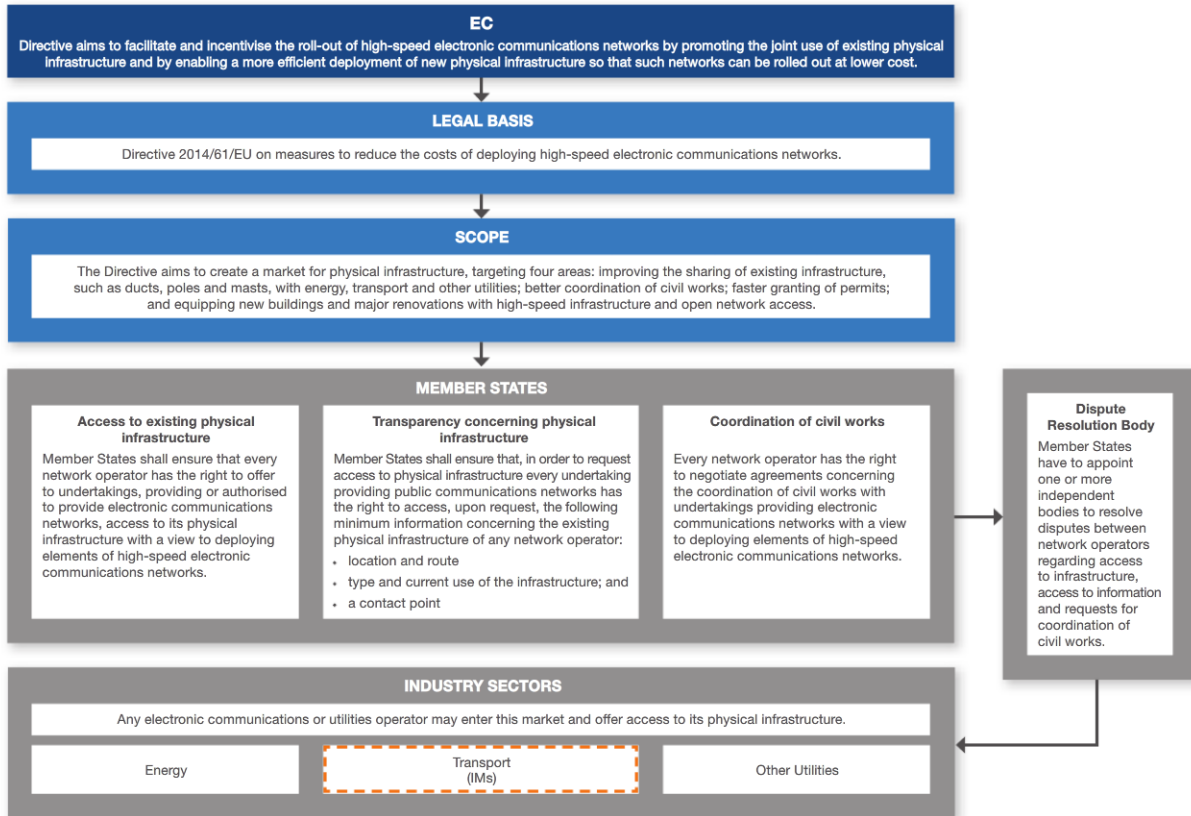 EC
Directive aims to facilitate and incentivise the roll-out of high-speed electronic communications networks by promoting the joint use of existing physical
infrastructure and by enabling a more efficient deployment of new physical infrastructure so that such networks can be rolled out at lower cost.
LEGAL BASIS
Directive 2014/61/EU on measures to reduce the costs of deploying high-speed electronic communications networks.
SCOPE
The Directive aims to create a market for physical infrastructure, targeting four areas: improving the sharing of existing infrastructure,
such as ducts, poles and masts, with energy, transport and other utilities; better coordination of civil works; faster granting of permits;
and equipping new buildings and major renovations with high-speed infrastructure and open network access.
MEMBER STATES
Access to existing physical
infrastructure
Member States shall ensure that every
network operator has the right to offer
to undertakings, providing or authorised
to provide electronic communications
networks, access to its physical
infrastructure with a view to deploying
elements of high-speed electronic
communications networks.
Transparency concerning physical
infrastructure
Member States shall ensure that, in order to request
access to physical infrastructure every undertaking
providing public communications networks has
the right to access, upon request, the following
minimum information concerning the existing
physical infrastructure of any network operator:
• location and route
• type and current use of the infrastructure; and
• a contact point
Coordination of civil works
Every network operator has the right
to negotiate agreements concerning
the coordination of civil works with
undertakings providing electronic
communications networks with a view
to deploying elements of high-speed
electronic communications networks.
Dispute
Resolution Body
Member States
have to appoint
one or more
independent
bodies to resolve
disputes between
network operators
regarding access
to infrastructure,
access to information
and requests for
coordination of
civil works.
INDUSTRY SECTORS
Any electronic communications or utilities operator may enter this market and offer access to its physical infrastructure.
Energy
Transport
(IMs)
Other Utilities